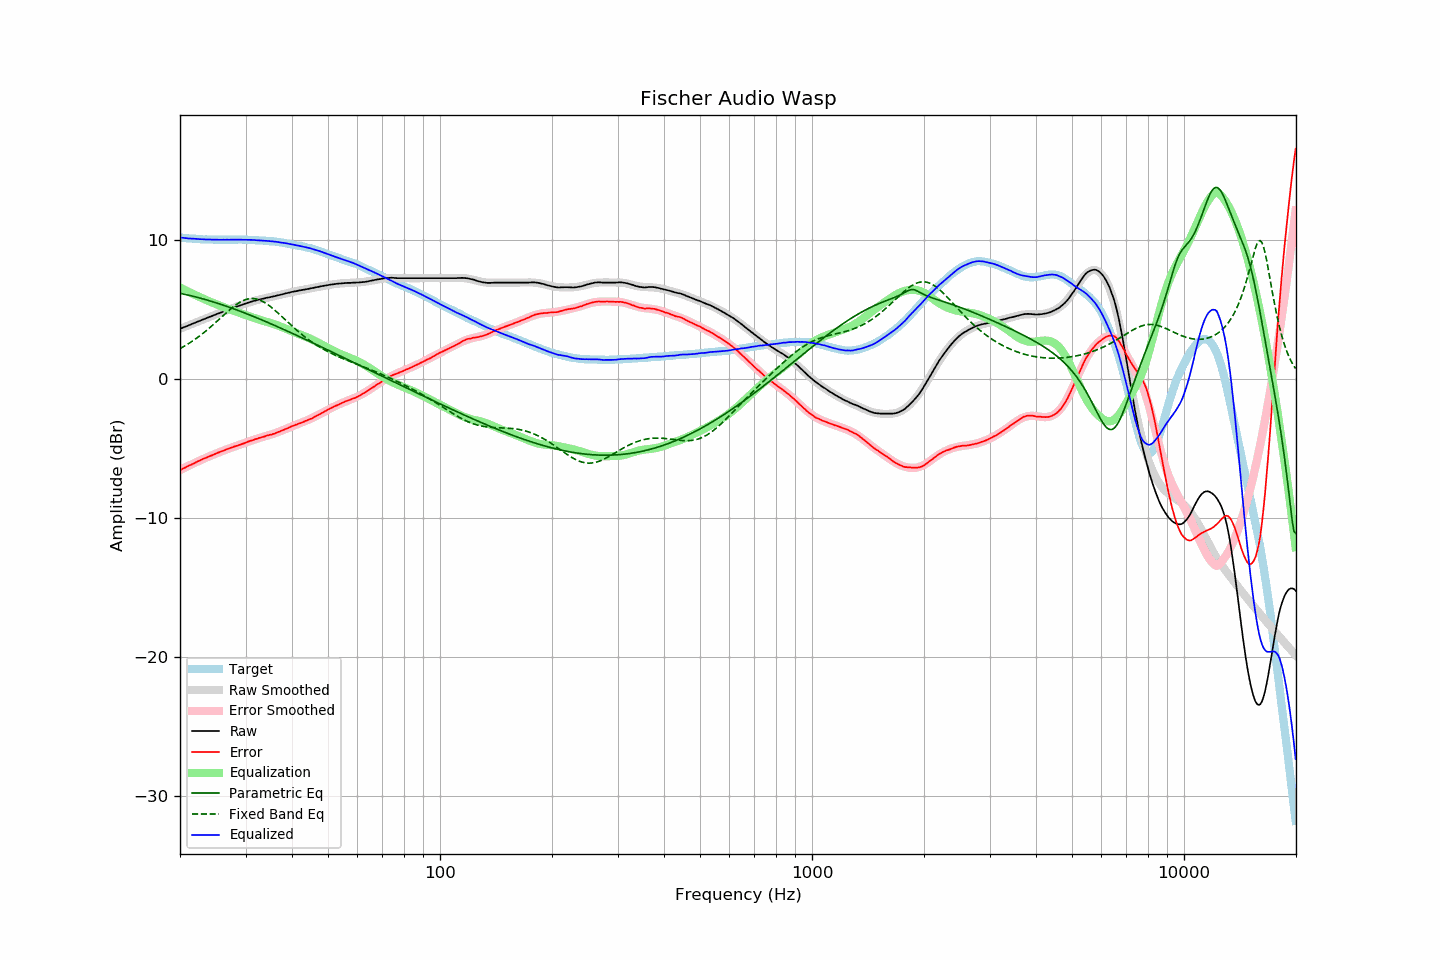 Fischer Audio Wasp
Amplitude (dBr)
10
0
−10
−20
−30
Target
Raw Smoothed
Error Smoothed
Raw
Error
Equalization
Parametric Eq
Fixed Band Eq
Equalized
100
1000
10000
Frequency (Hz)